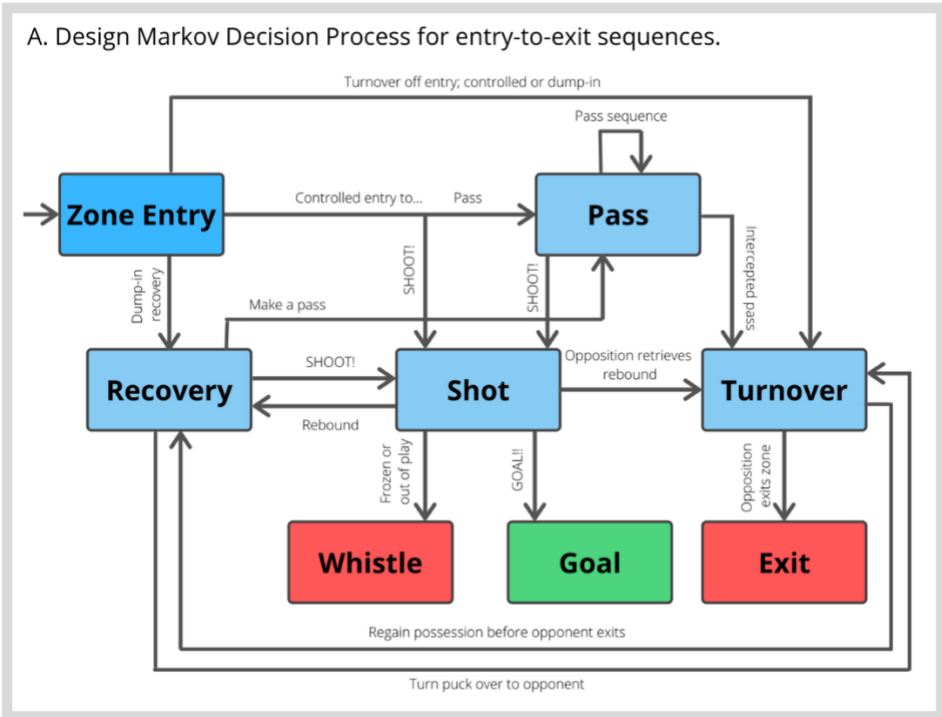 A. Design Markov Decision Process for entry-to-exit sequences.
Turnover off entry; controlled or dump-in
Pass sequence
Zone Entry
Controlled entry to...
Pass
Pass
Dump-in
recovery
SHOOT!
SHOOT!
Intercepted pass
Make a pass
Recovery
SHOOT!
Rebound
Shot
Opposition retrieves
rebound
Turnover
Frozen or
out of play
GOAL!!
Opposition
exits zone
Whistle
Goal
Exit
Regain possession before opponent exits
Turn puck over to opponent